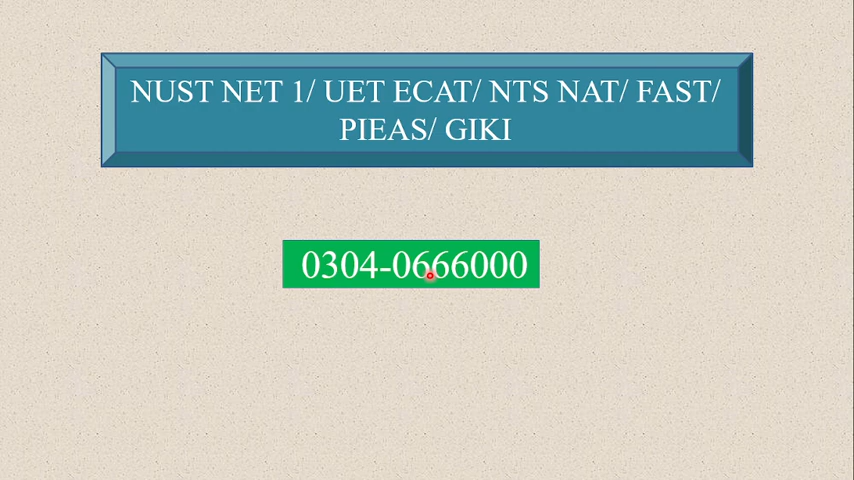 NUST NET 1/ UET ECAT/ NTS NAT/ FAST/
PIEAS/ GIKI
0304-0666000